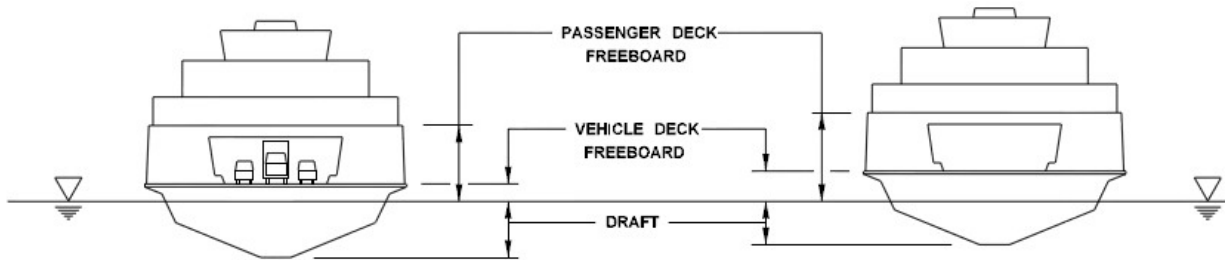 PASSENGER DECK
FREEBOARD
VEHICLE DECK
FREEBOARD
DRAFT